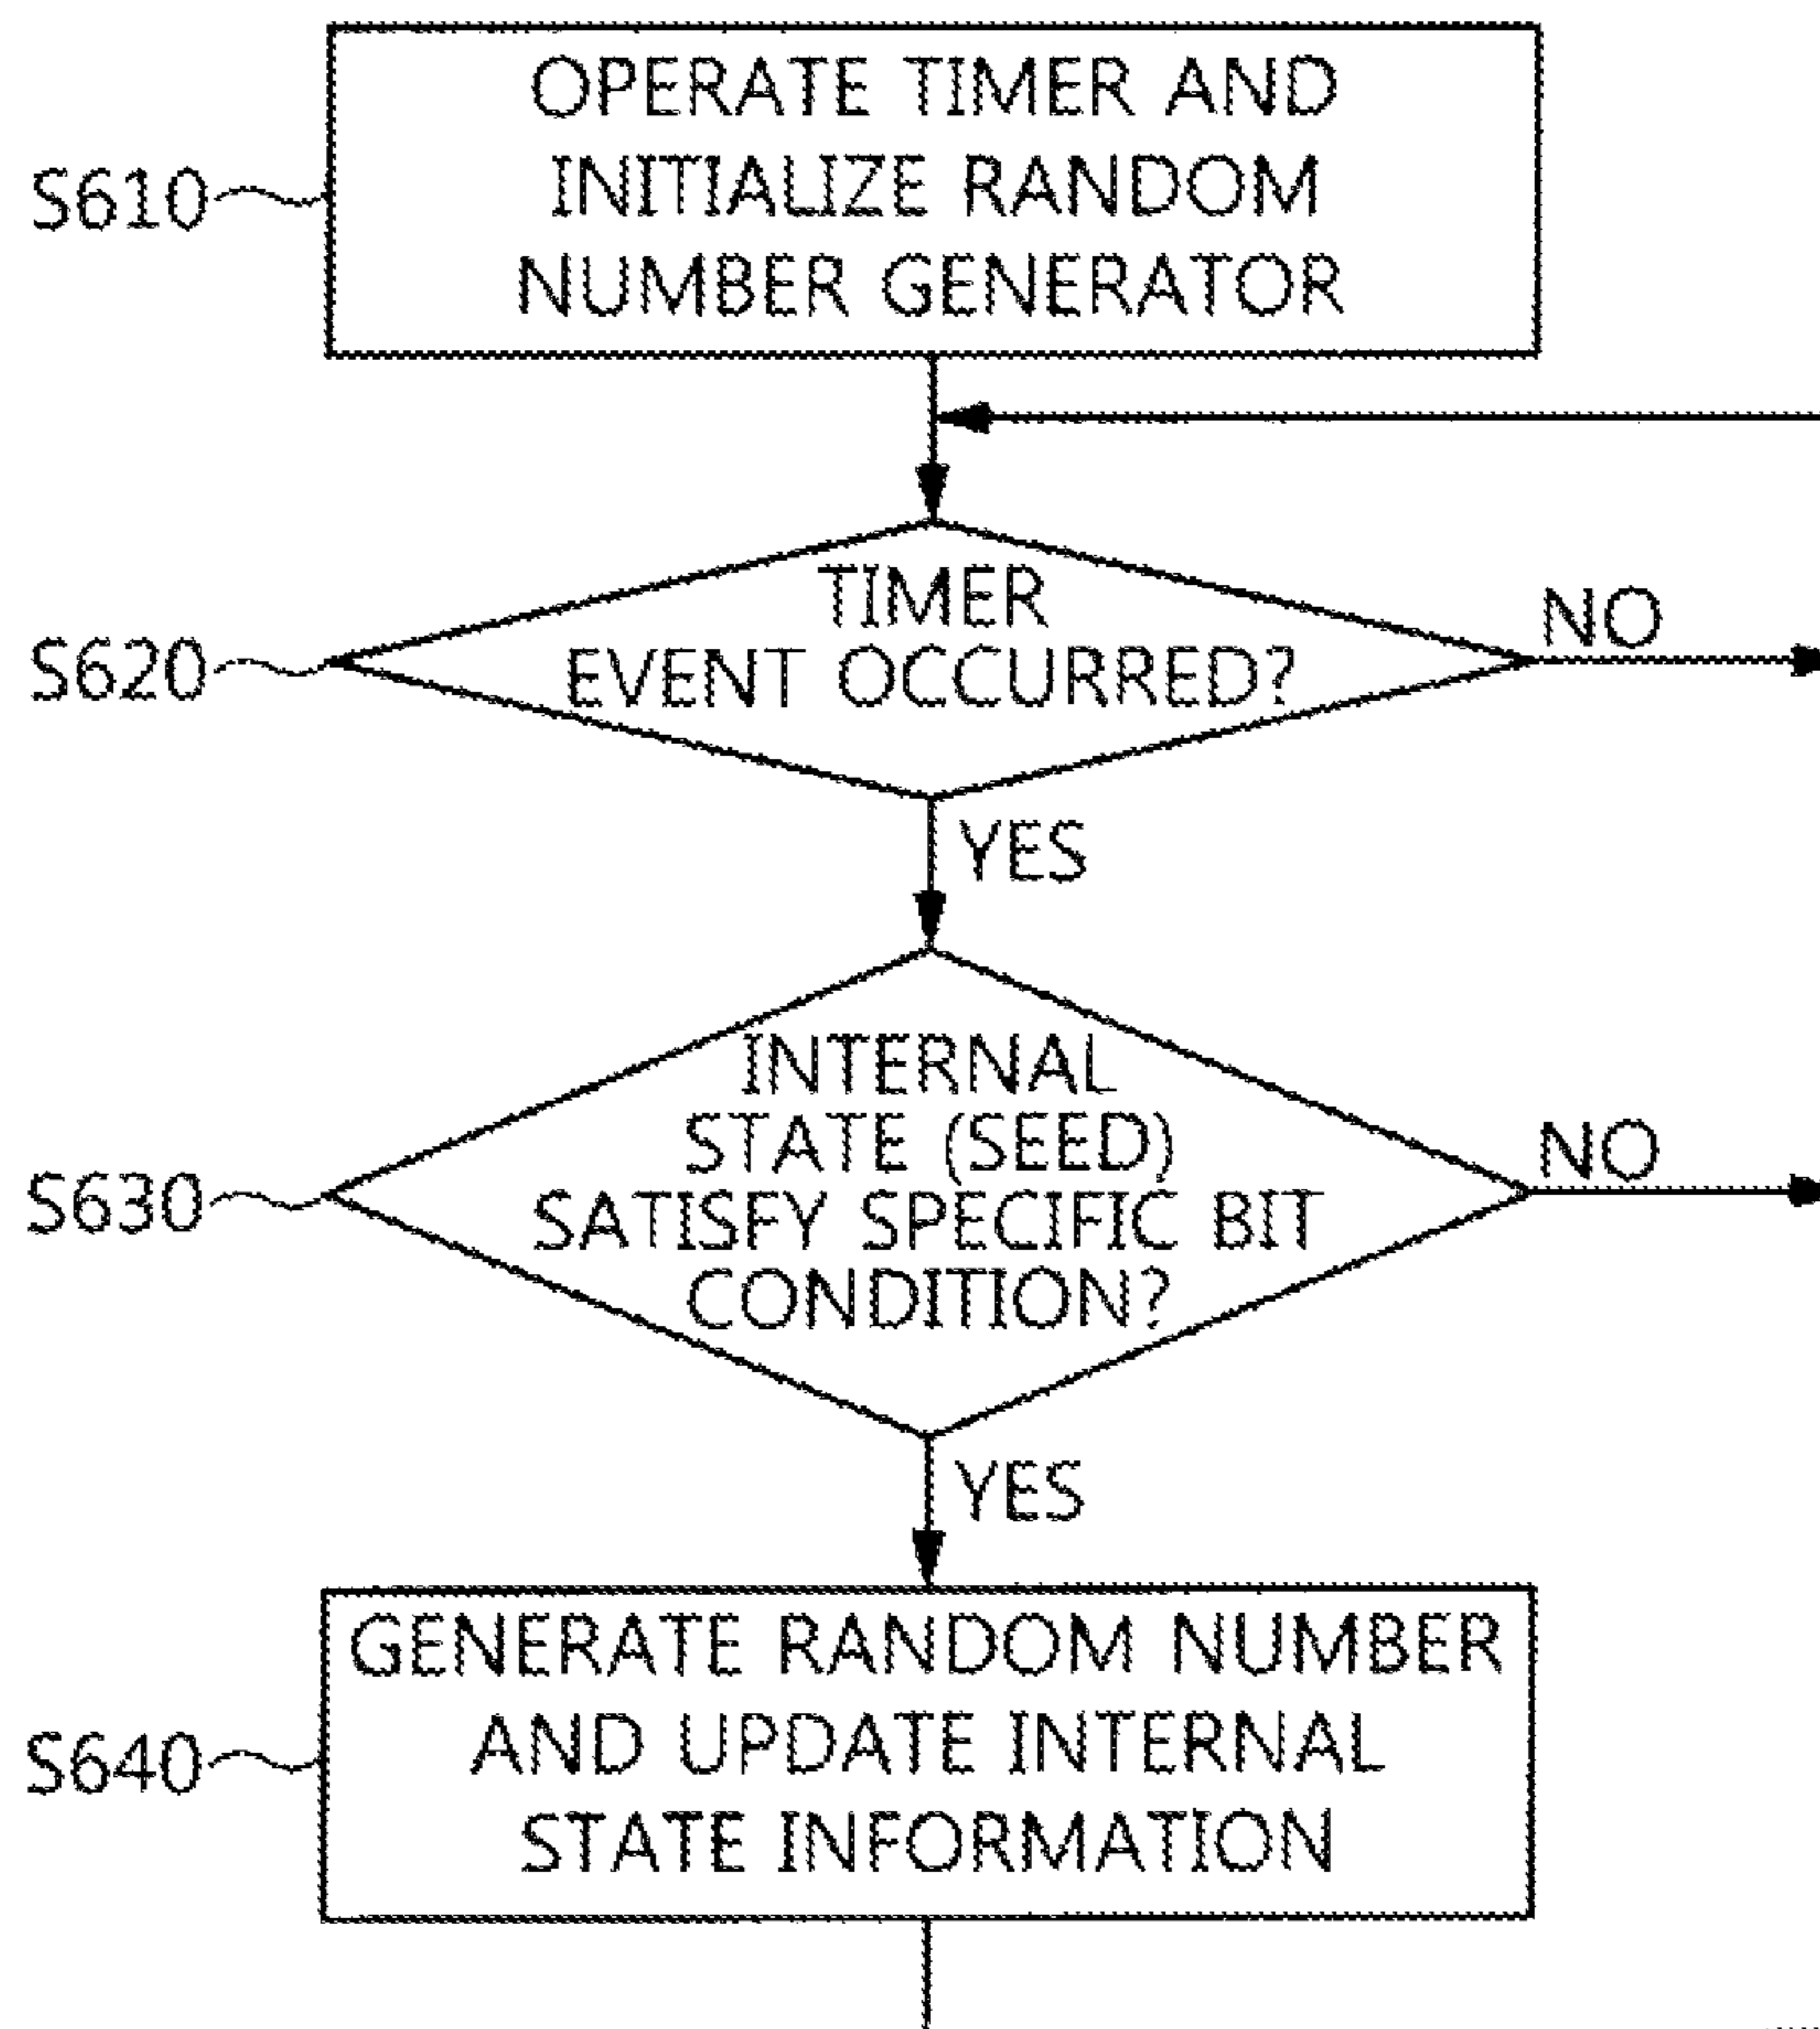 OPERATE TIMER AND
INITIALIZE RANDOM
NUMBER GENERATOR
S610
TIMER
EVENT OCCURRED?
S620
NO
YES
INTERNAL
STATE (SEED)
SATISFY SPECIFIC BIT
CONDITION?
S630
NO
YES
GENERATE RANDOM NUMBER
AND UPDATE INTERNAL
STATE INFORMATION
S640